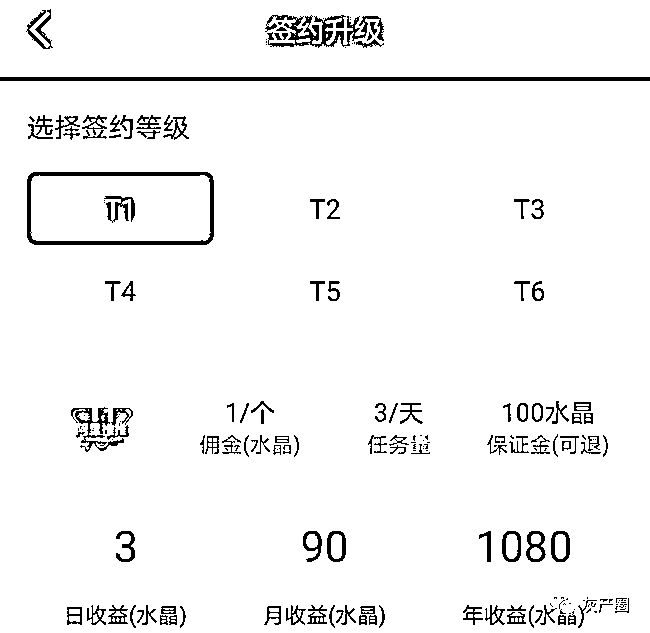 签约升级
选择签约等级
T1 T2 T3
T4 T5 T6
1/个 3/天 100水晶
佣金(水晶) 任务量 保证金(可退)
3 90 1080
日收益(水晶) 月收益(水晶) 年收益(水晶)
灰产圈